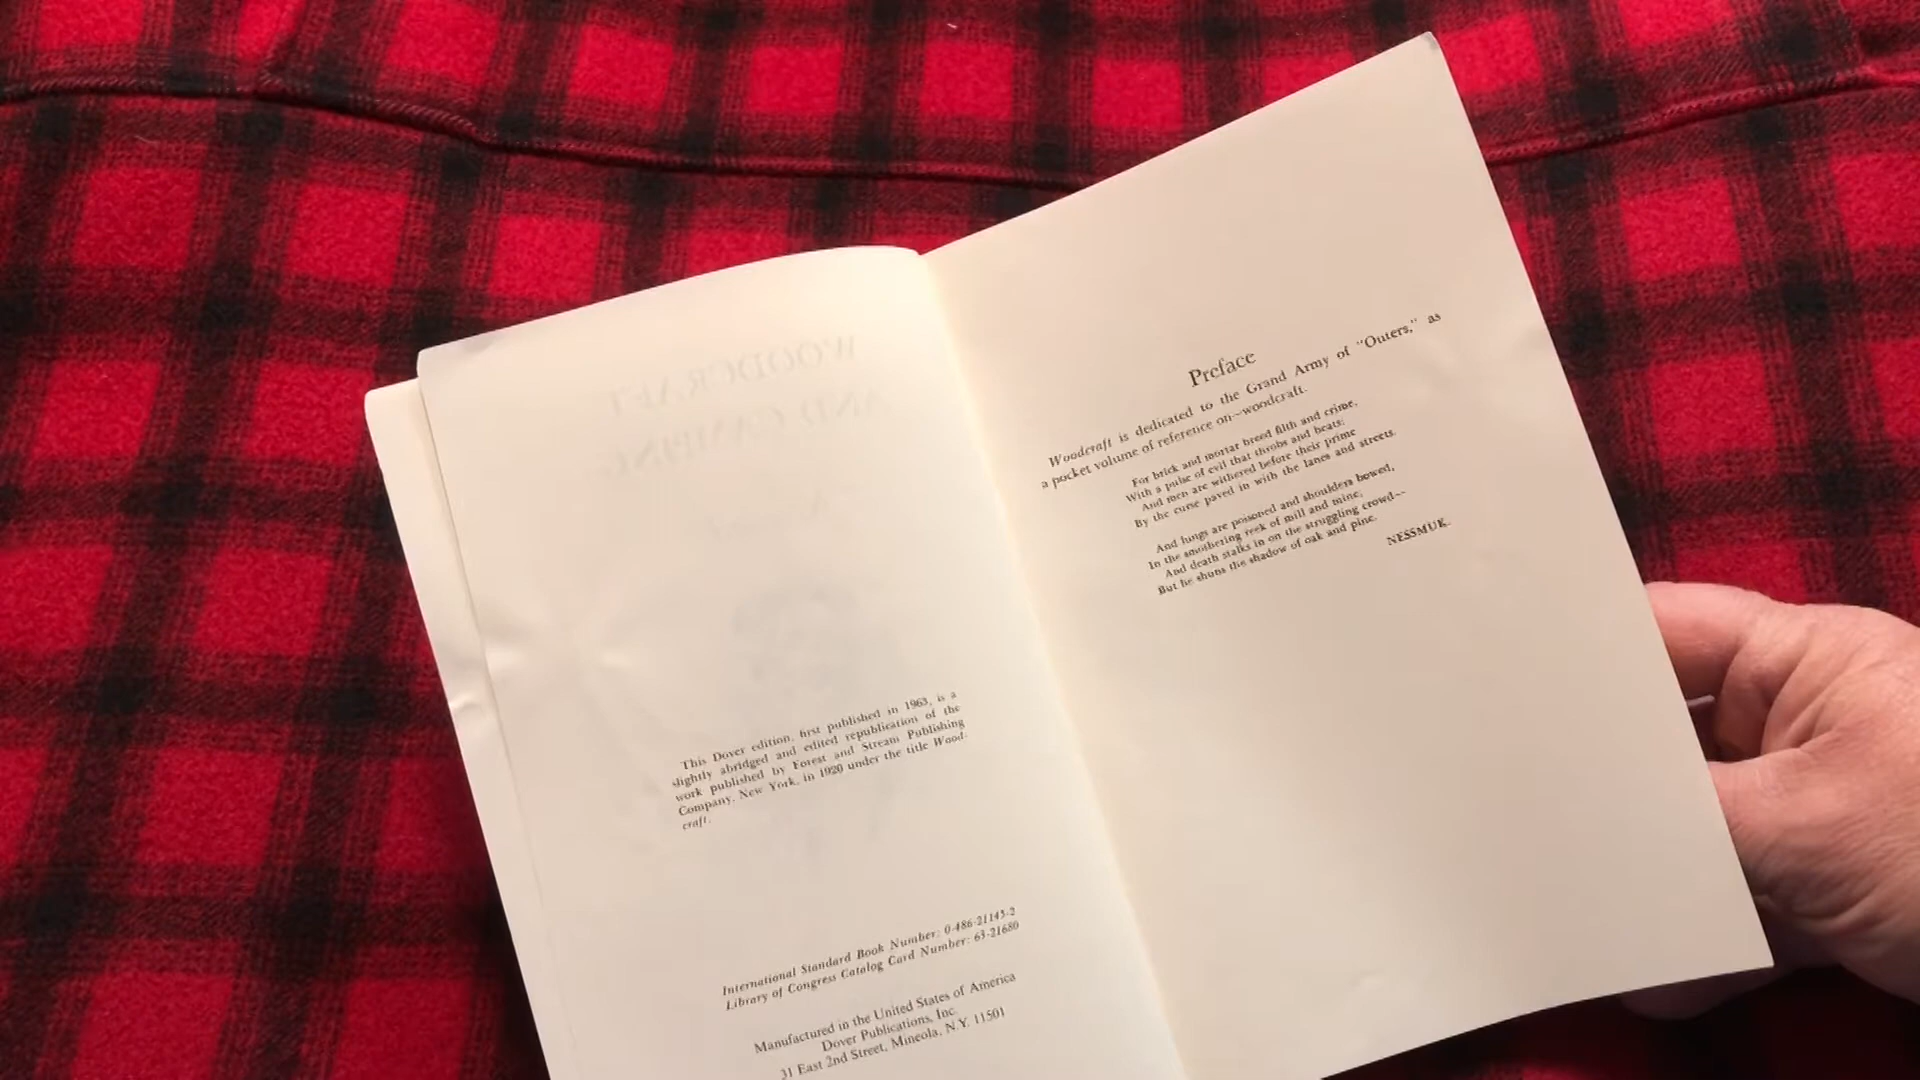 This Dover edition, first published in 1963, is a
slightly abridged and edited republication of the
work published by Forest and Stream Publishing
Company, New York, in 1920 under the title Wood-
craft.
International Standard Book Number: 0-486-21145-2
Library of Congress Catalog Card Number: 63-21680
Manufactured in the United States of America
Dover Publications, Inc.
31 East 2nd Street, Mineola, N.Y. 11501
Preface
Woodcraft is dedicated to the Grand Army of "Outers," as
a pocket volume of reference on—woodcraft.
For brick and mortar breed filth and crime,
With a pulse of evil that throbs and beats;
And men are withered before their prime
By the curse paved in with the lanes and streets.
And lungs are poisoned and shoulders bowed,
In the smothering reek of mill and mine;
And death stalks in on the struggling crowd—
But he shuns the shadow of oak and pine.
NESSMUK.